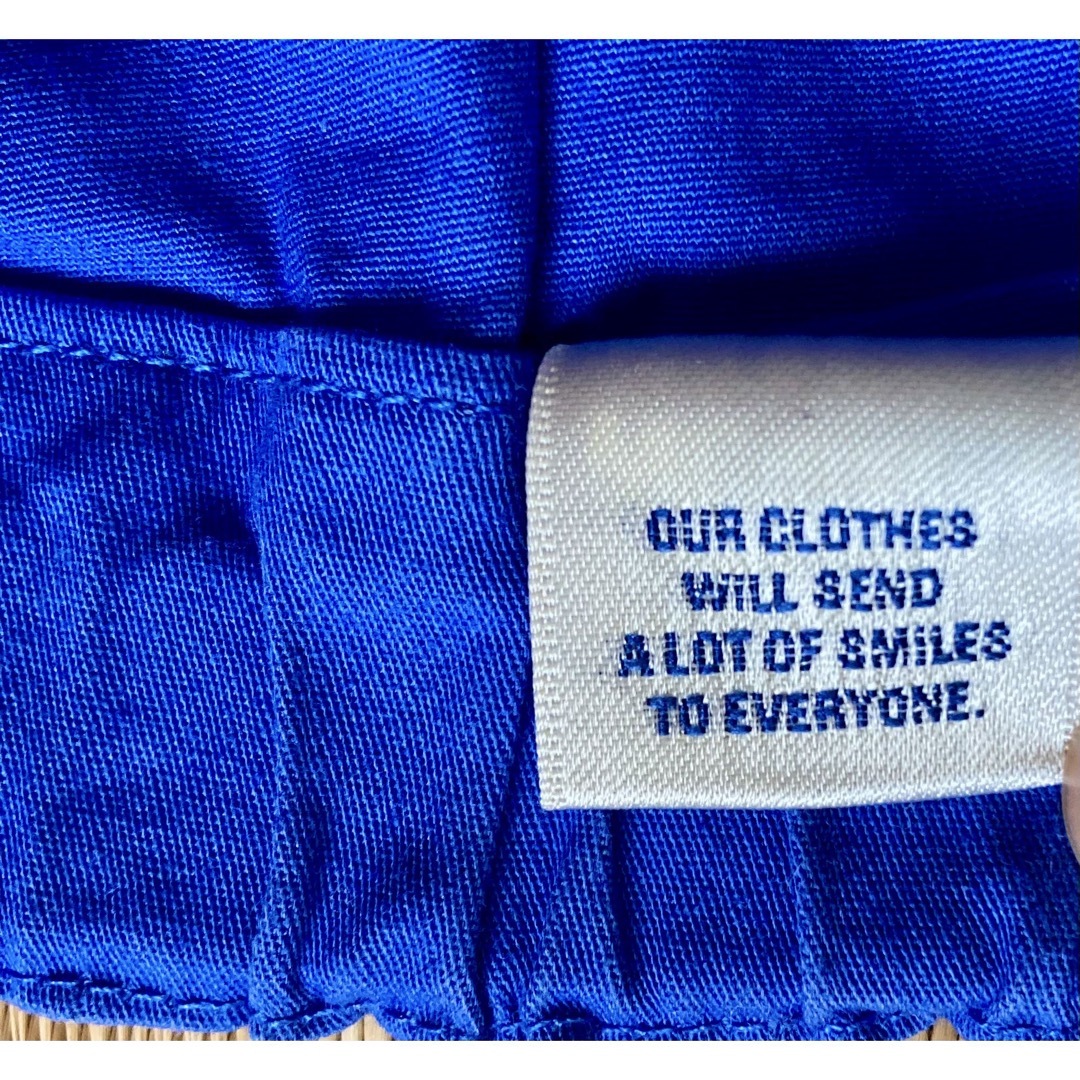 OUR CLOTHES
WILL SEND
A LOT OF SMILES
TO EVERYONE.